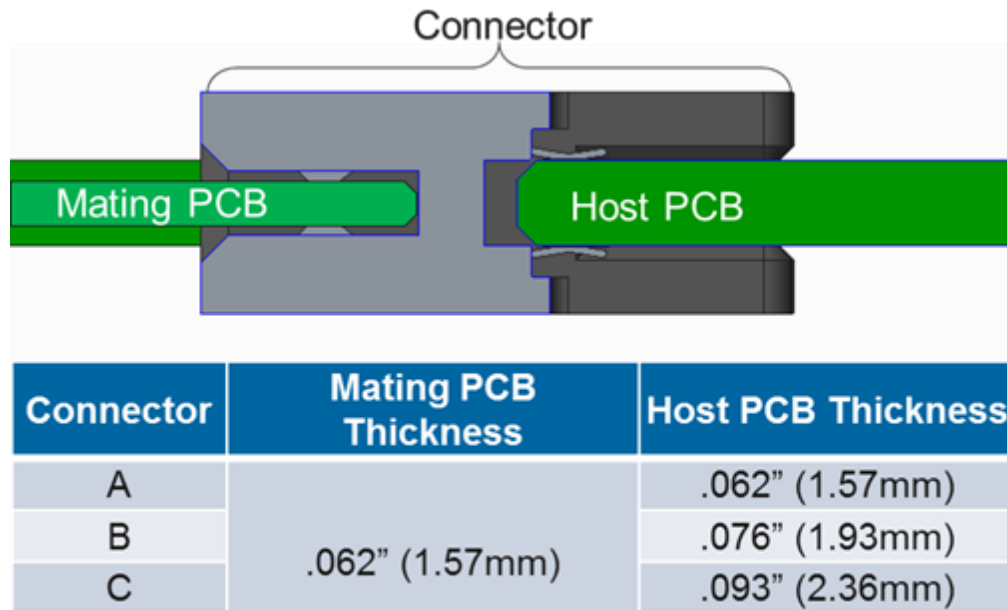 Connector
Mating PCB
Host PCB
Connector
Mating PCB
Thickness
Host PCB Thickness
A
.062” (1.57mm)
.062” (1.57mm)
B
.076” (1.93mm)
C
.093” (2.36mm)